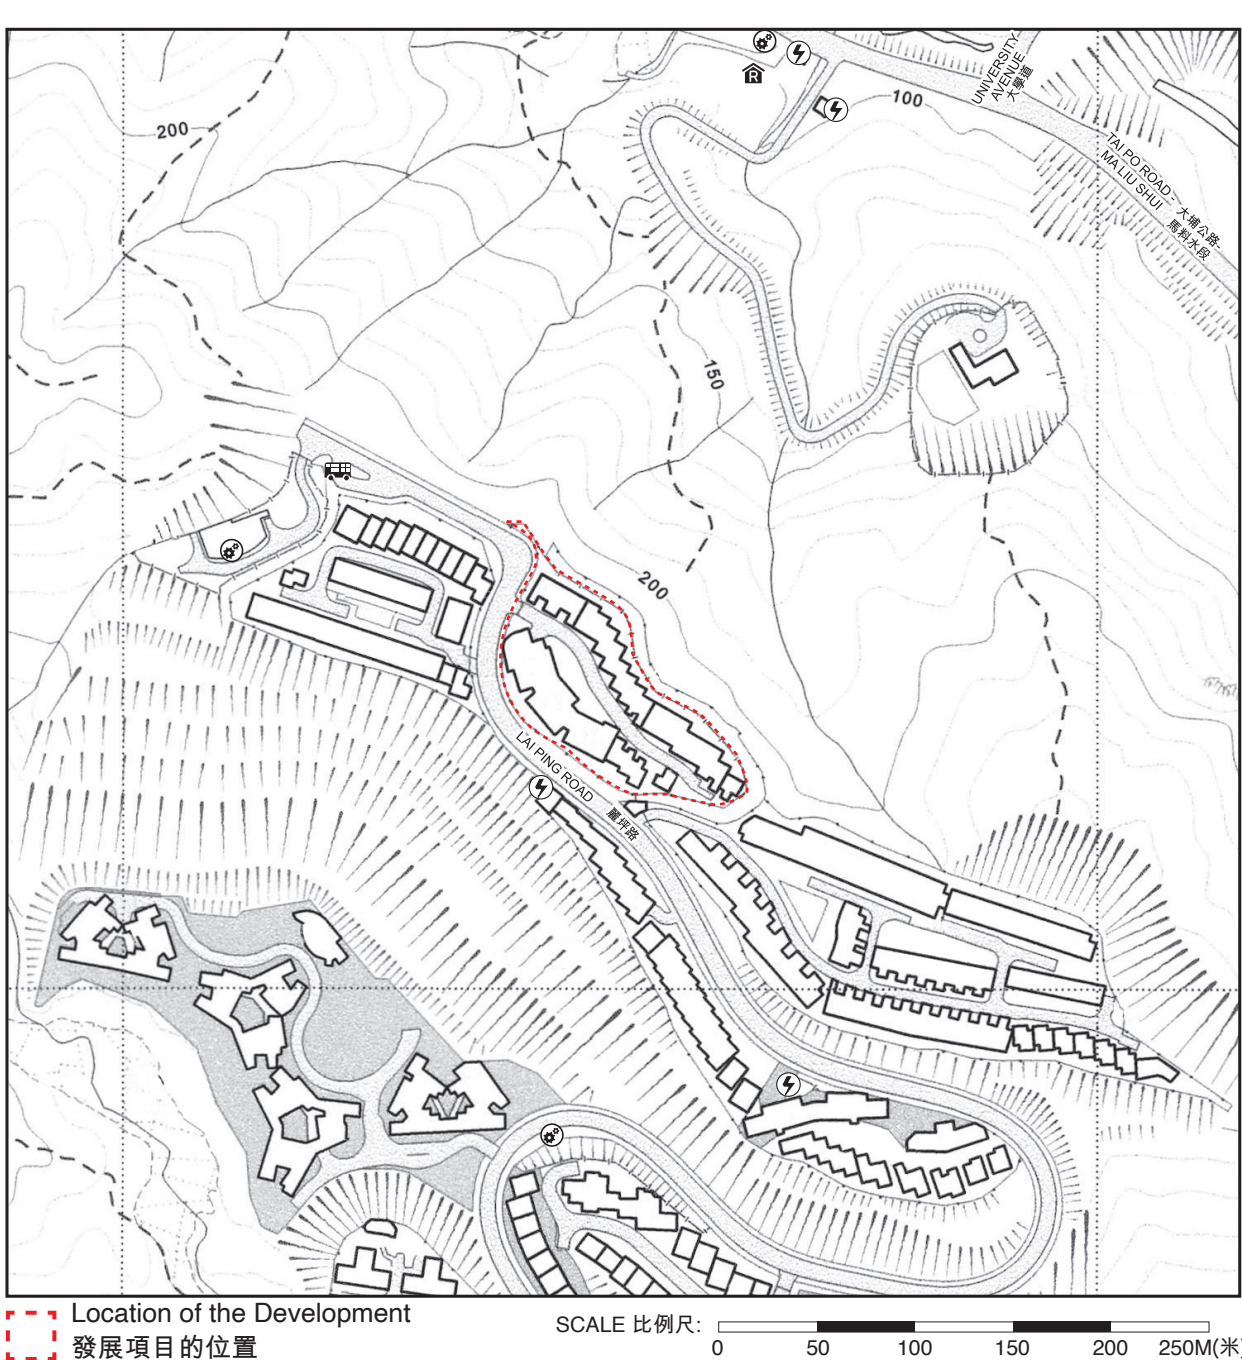 UNIVERSITY
AVENUE
大學道
100
200
R
TAI PO ROAD -
MA LIU SHUI
大埔公路-
馬料水段
150
200
LAI PING ROAD
麗坪路
Location of the Development
發展項目的位置
SCALE 比例尺:
0 50 100 150 200 250M(米)